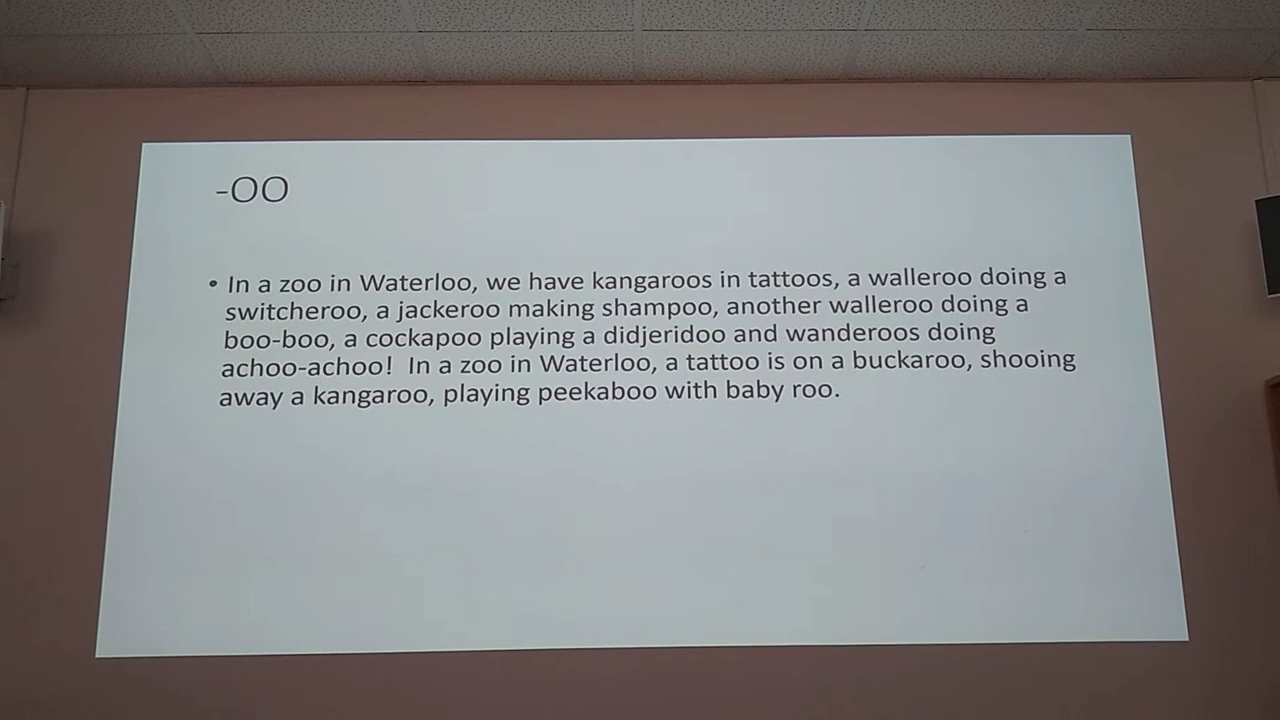 -OO
• In a zoo in Waterloo, we have kangaroos in tattoos, a walleroo doing a
switcheroo, a jackeroo making shampoo, another walleroo doing a
boo-boo, a cockapoo playing a didjeridoo and wanderoos doing
achoo-achoo!  In a zoo in Waterloo, a tattoo is on a buckaroo, shooing
away a kangaroo, playing peekaboo with baby roo.